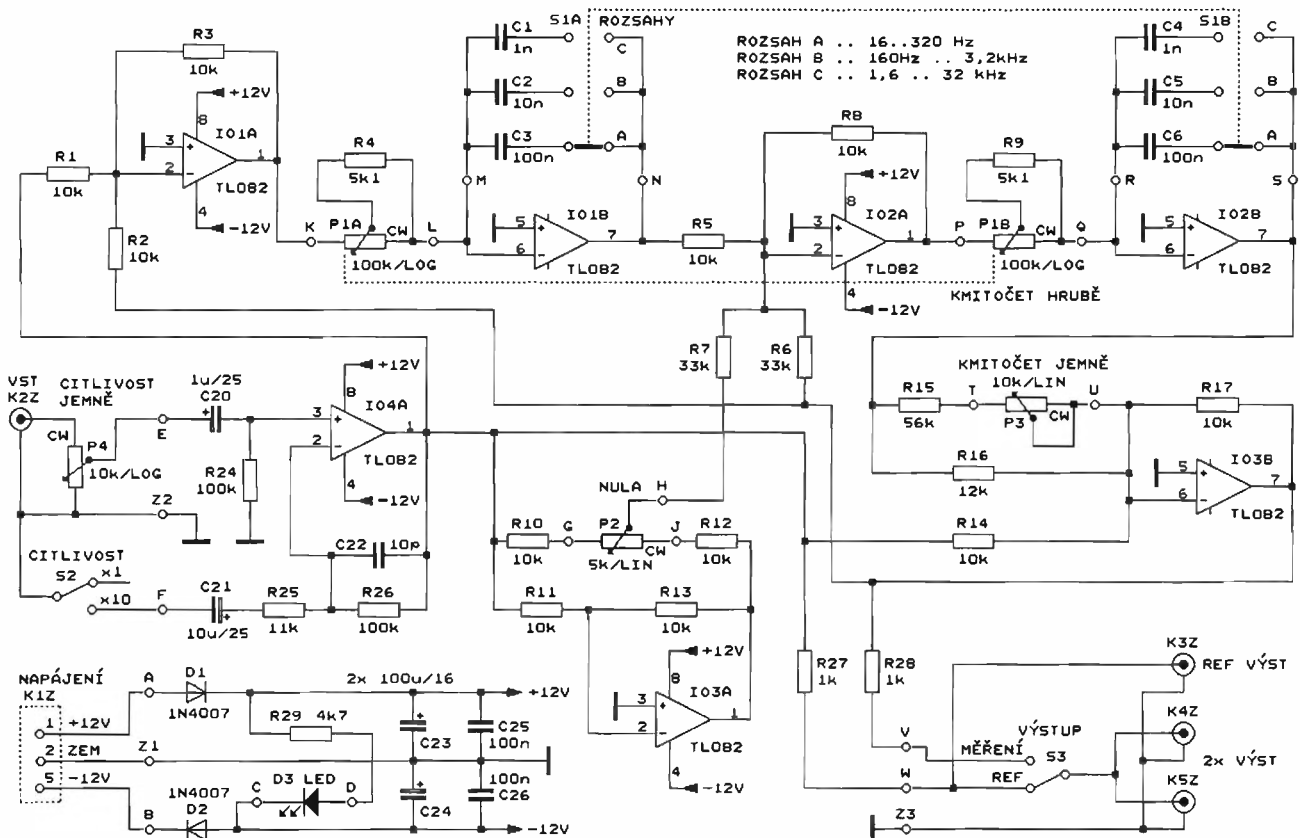 R3
10k
+12V
8
IO1A
3
+
2
−
1
TL082
4
−12V
R1
10k
R2
10k
R4
5k1
K
P1A
CW
L
100k/LOG
C1
1n
C2
10n
C3
100n
S1A
ROZSAHY
C
B
A
M
N
IO1B
5
+
6
−
7
TL082
ROZSAH A .. 16..320 Hz
ROZSAH B .. 160Hz .. 3,2kHz
ROZSAH C .. 1,6 .. 32 kHz
R5
10k
R8
10k
+12V
8
IO2A
3
+
2
−
1
TL082
4
−12V
R9
5k1
P
P1B
CW
Q
100k/LOG
KMITOČET HRUBĚ
C4
1n
C5
10n
C6
100n
S1B
C
B
A
R
S
IO2B
5
+
6
−
7
TL082
R7
33k
R6
33k
VST
K2Z
CITLIVOST
JEMNĚ
1u/25
C20
E
CW
P4
10k/LOG
R24
100k
Z2
+12V
8
IO4A
3
+
2
−
1
TL082
4
−12V
C22
10p
CITLIVOST
S2
x1
x10
F
C21
10u/25
R25
11k
R26
100k
NULA
H
R10
10k
G
P2
CW
J
5k/LIN
R12
10k
R11
10k
R13
10k
+12V
8
IO3A
3
+
2
−
1
TL082
4
−12V
KMITOČET JEMNĚ
10k/LIN
R15
56k
T
P3
CW
U
R17
10k
R16
12k
R14
10k
IO3B
5
+
6
−
7
TL082
R27
1k
R28
1k
V
W
MĚŘENÍ
REF
VÝSTUP
S3
K3Z
REF VÝST
K4Z
2x VÝST
K5Z
Z3
NAPÁJENÍ
K1Z
1
+12V
2
ZEM
5
−12V
A
D1
1N4007
Z1
1N4007
B
D2
R29
4k7
C
D3 LED
D
2x 100u/16
+
C23
+
C24
C25
100n
100n
C26
+12V
−12V